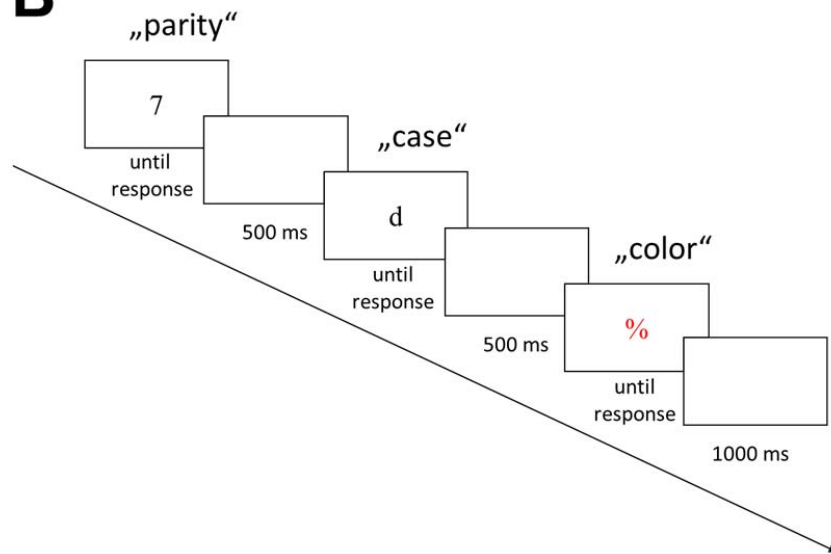 B
„parity“
7
until
response
500 ms
„case“
d
until
response
500 ms
„color“
%
until
response
1000 ms